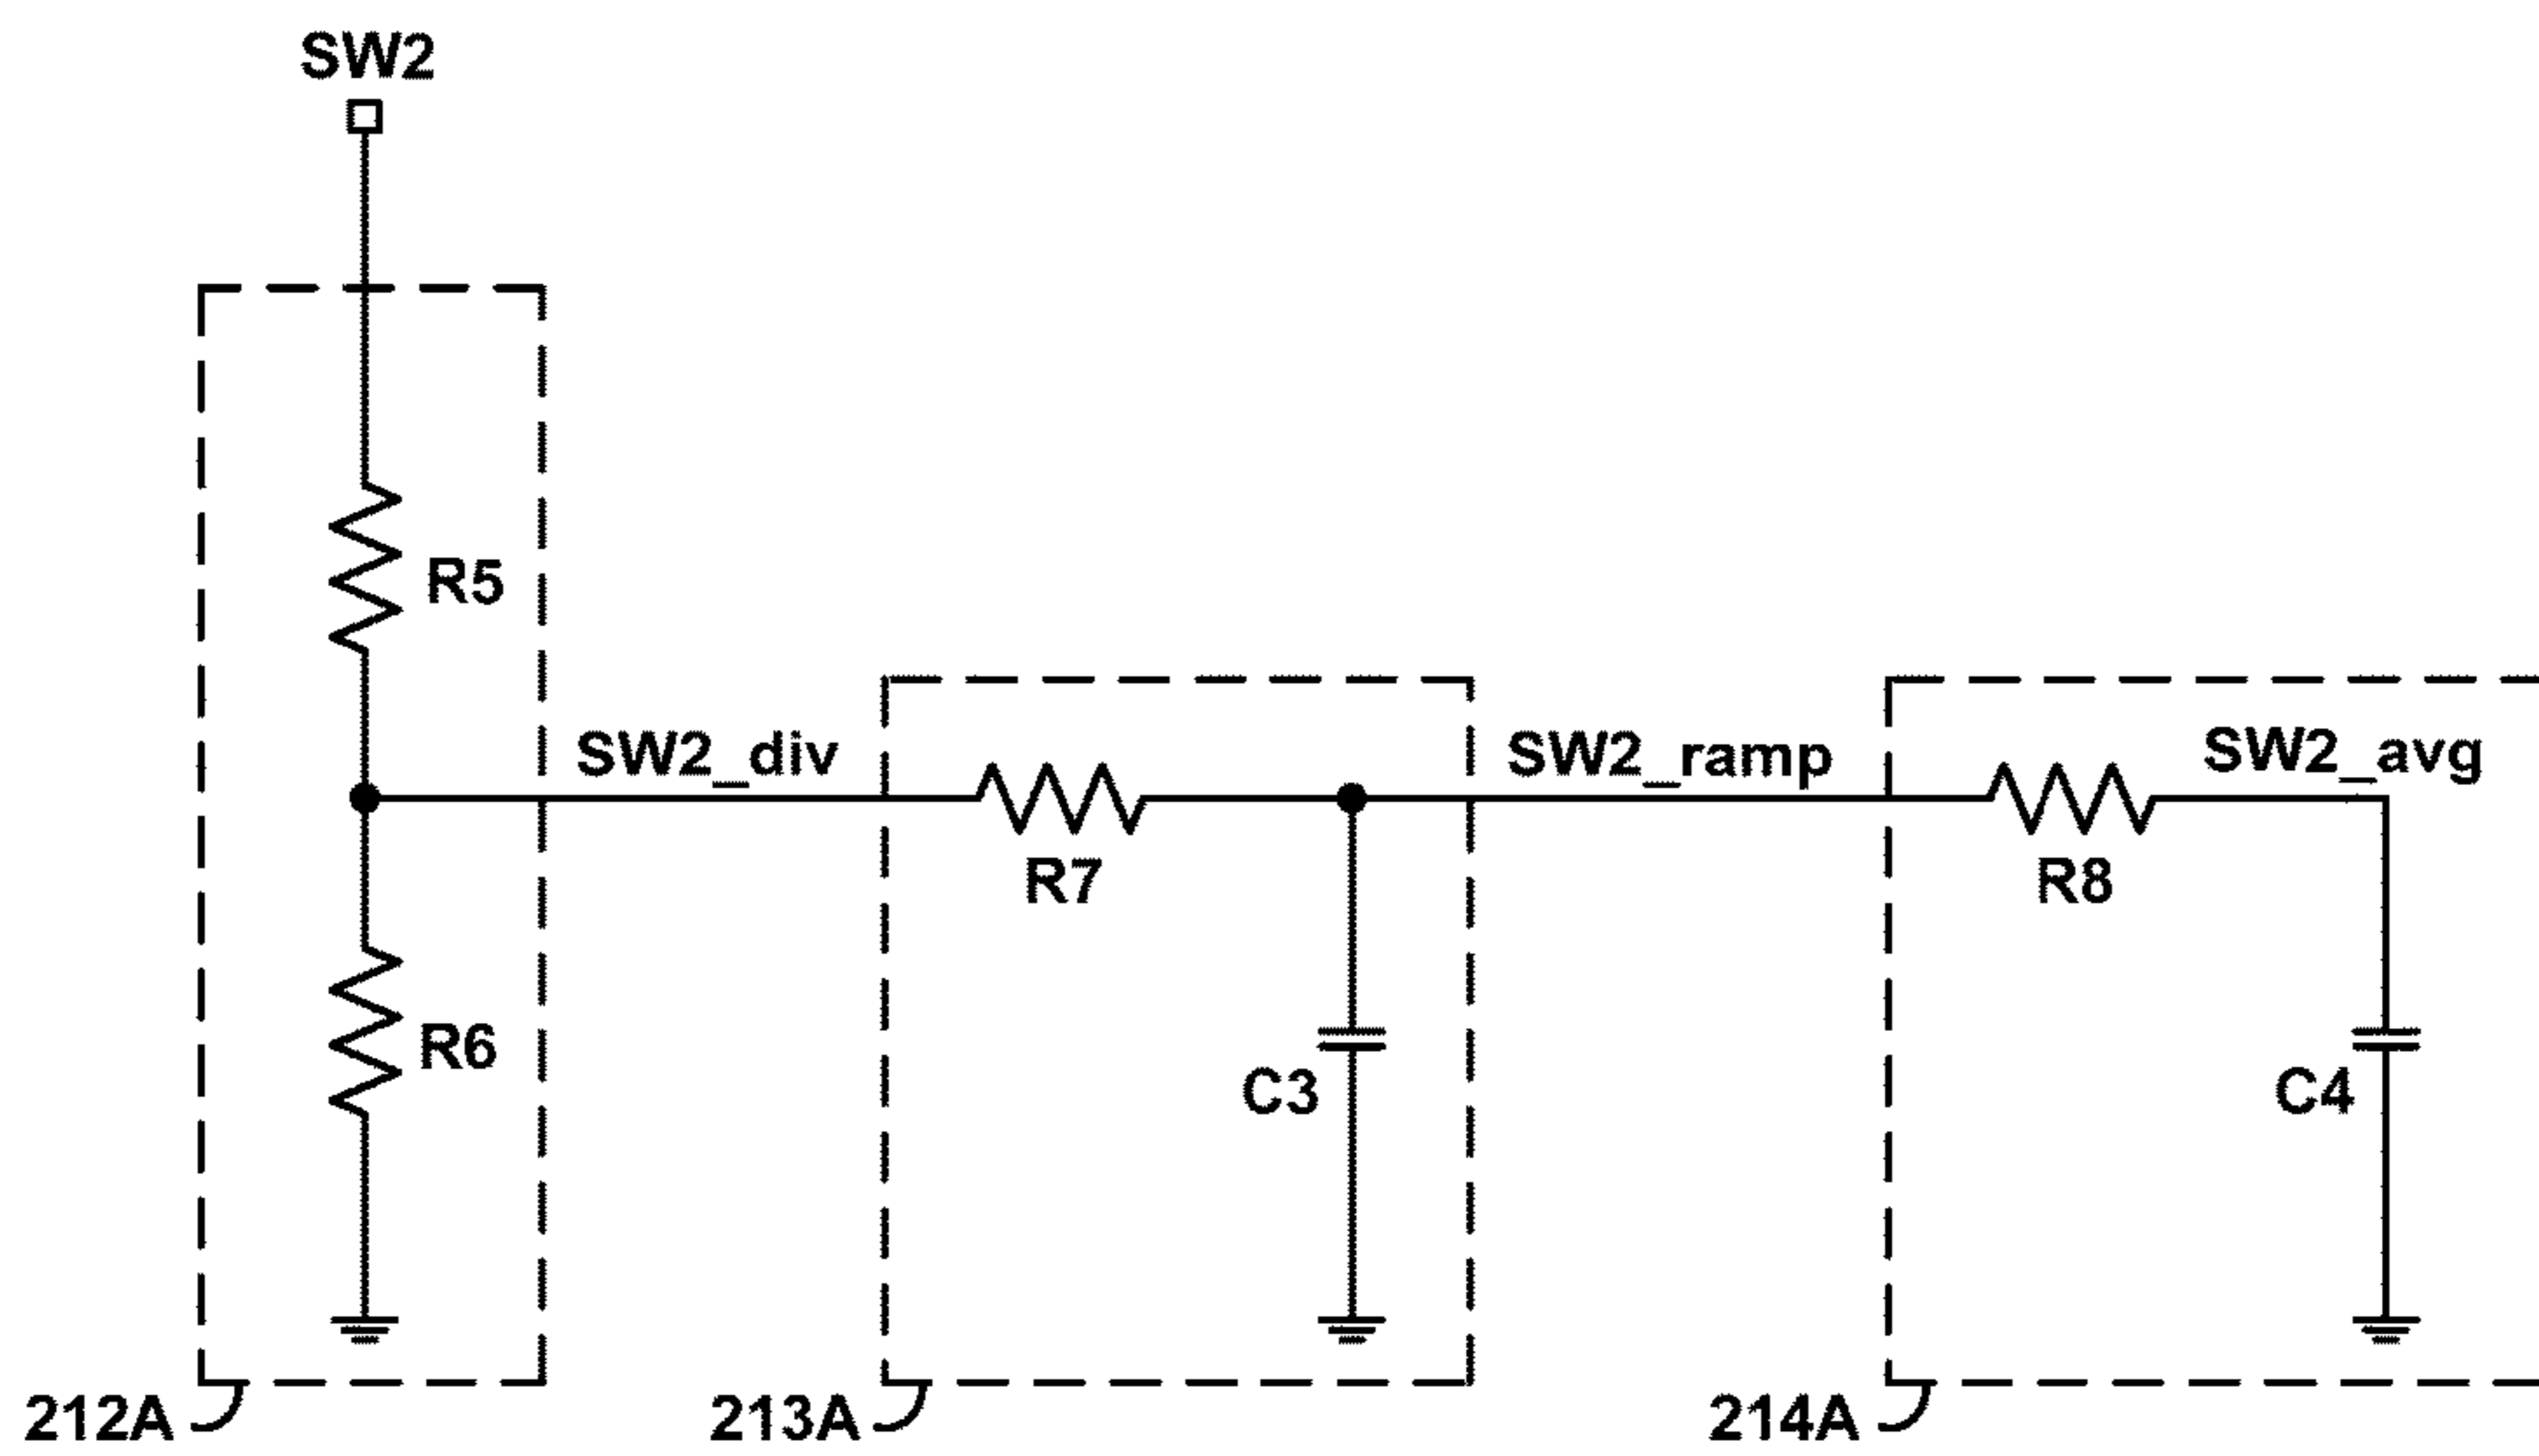 SW2
R5
SW2_div
SW2_ramp
SW2_avg
R7
R8
R6
C3
C4
212A
213A
214A